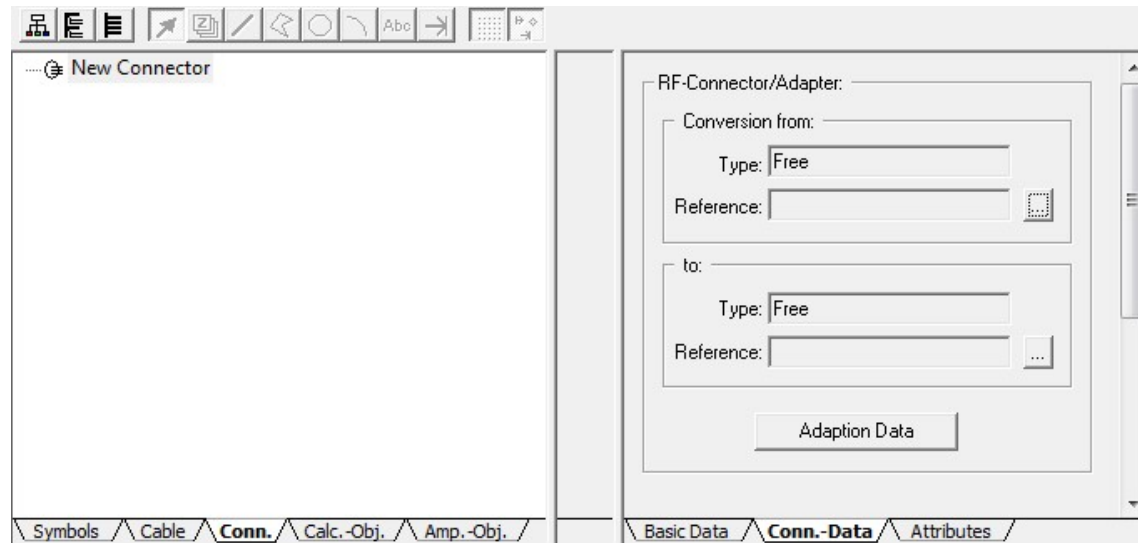 Abc
New Connector
RF-Connector/Adapter:
Conversion from:
Type: Free
Reference:
...
to:
Type: Free
Reference:
...
Adaption Data
Symbols Cable Conn. Calc.-Obj. Amp.-Obj.
Basic Data Conn.-Data Attributes